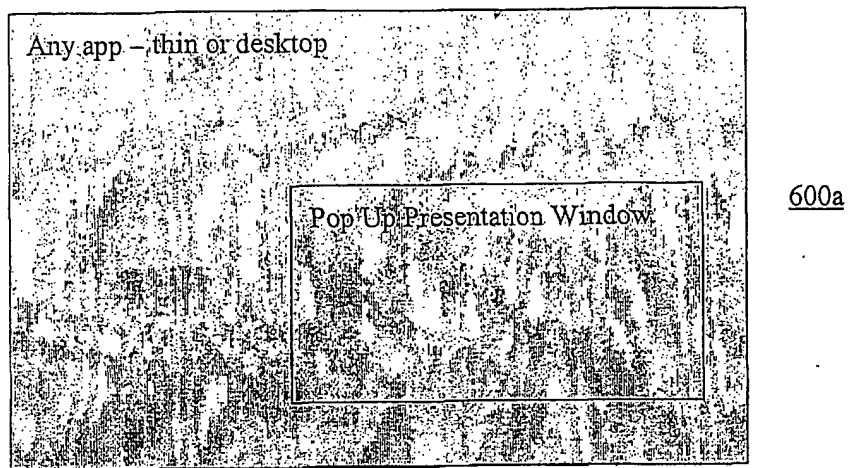 Any app – thin or desktop
Pop Up Presentation Window
600a